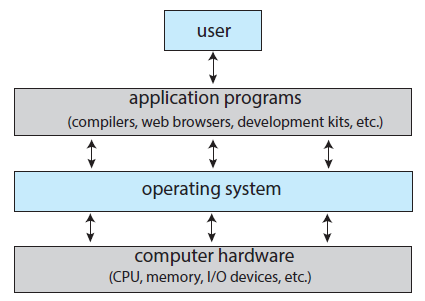 user
application programs
(compilers, web browsers, development kits, etc.)
operating system
computer hardware
(CPU, memory, I/O devices, etc.)